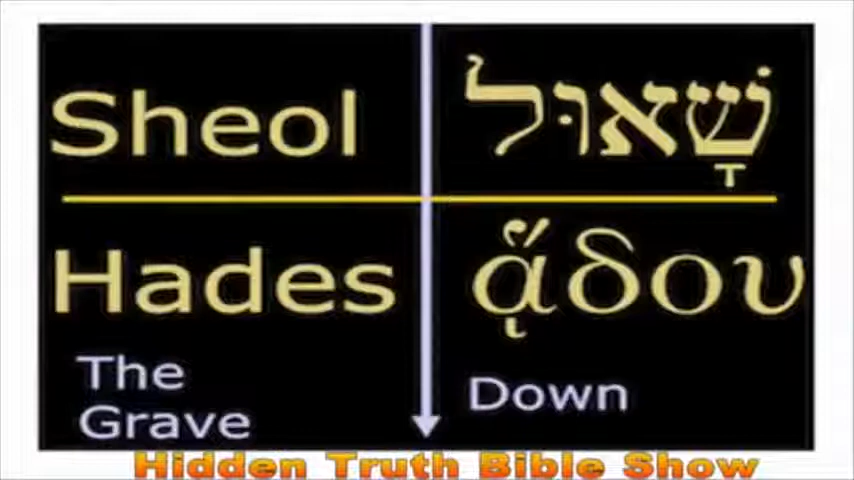 Sheol
שָׁאוּל
Hades
ᾅδου
The
Grave
Down
Hidden Truth Bible Show